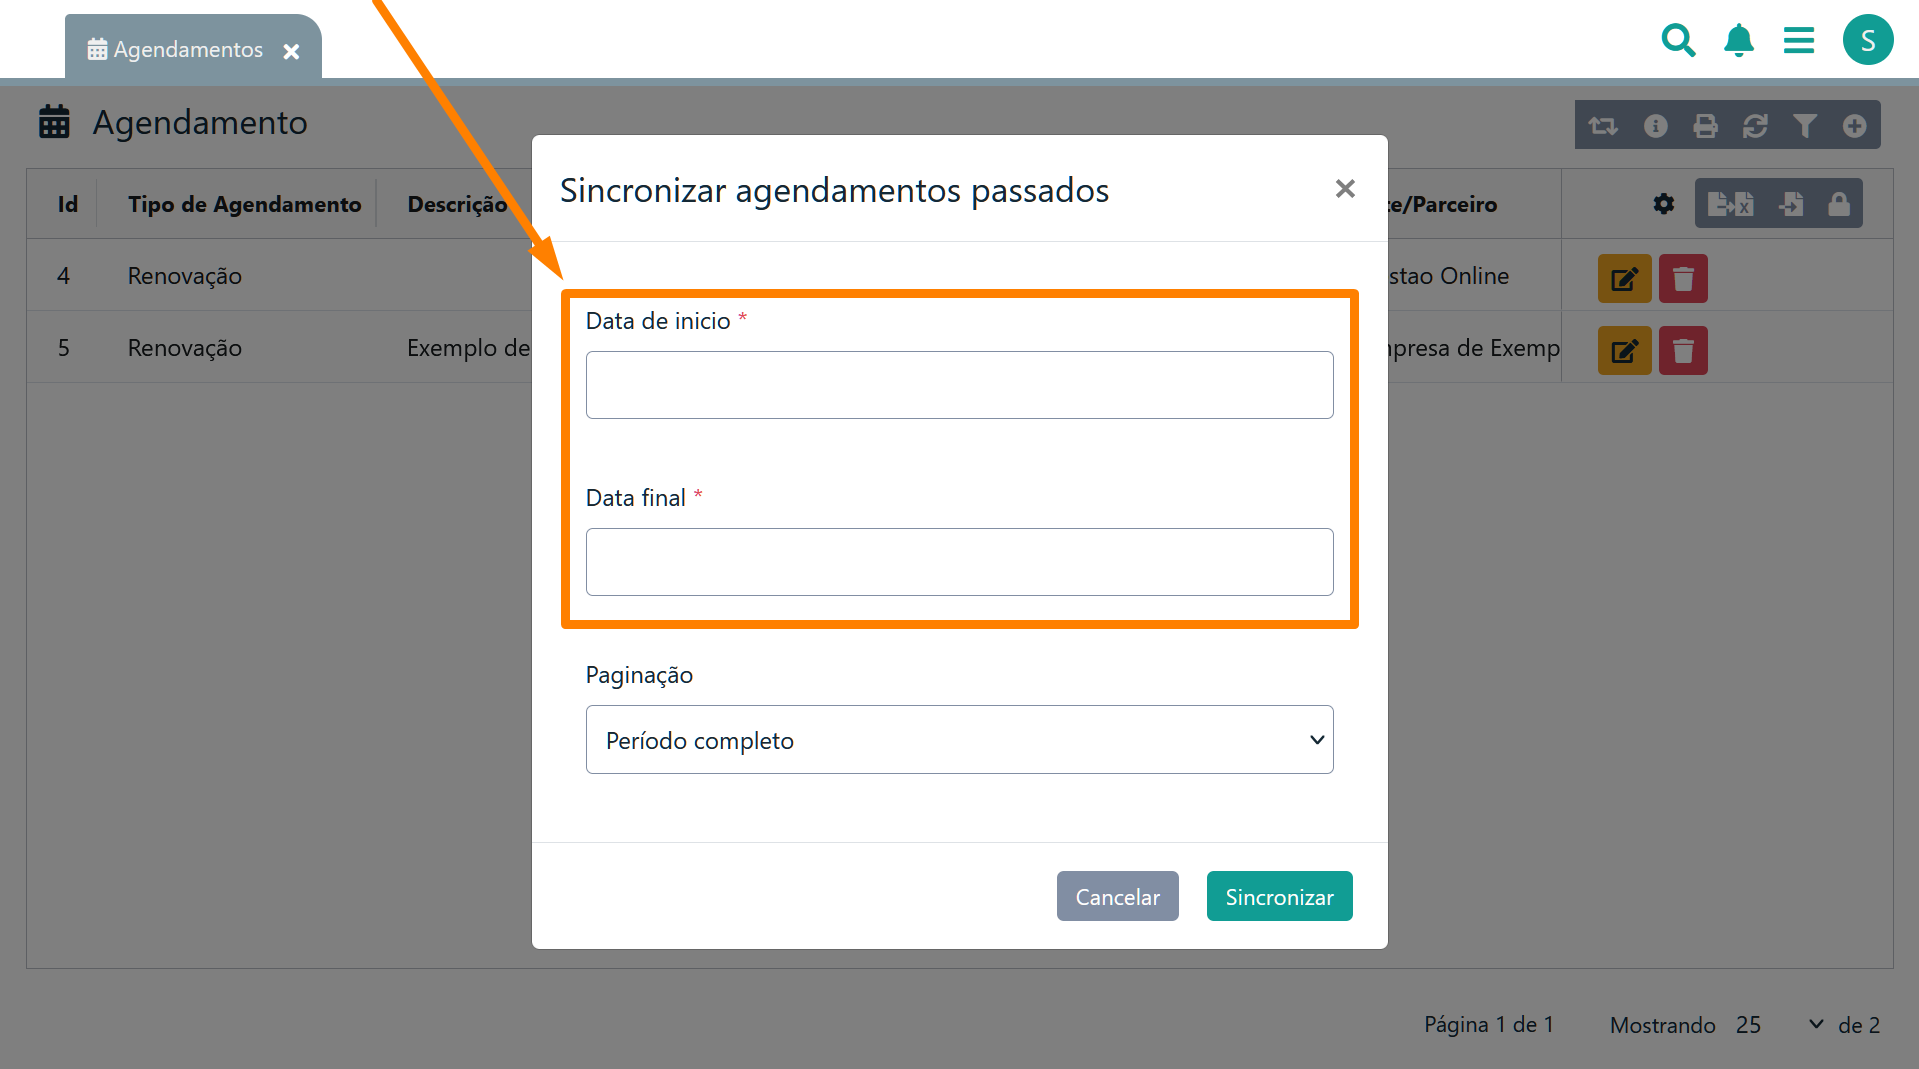 Agendamentos
S
Agendamento
Sincronizar agendamentos passados
Id Tipo de Agendamento Descrição te/Parceiro
4 Renovação stao Online
5 Renovação Exemplo de mpresa de Exemp
Data de inicio *
Data final *
Paginação
Período completo
Cancelar Sincronizar
Página 1 de 1 Mostrando 25 de 2